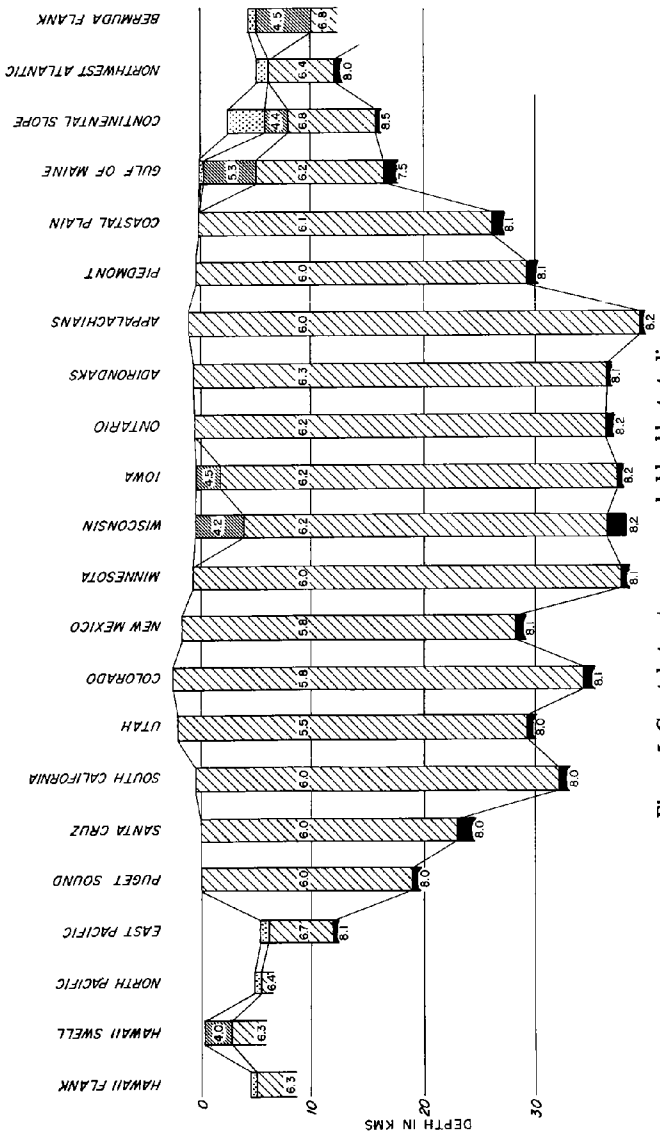 HAWAII FLANK
HAWAII SWELL
NORTH PACIFIC
EAST PACIFIC
PUGET SOUND
SANTA CRUZ
SOUTH CALIFORNIA
UTAH
COLORADO
NEW MEXICO
MINNESOTA
WISCONSIN
IOWA
ONTARIO
ADIRONDAKS
APPALACHIANS
PIEDMONT
COASTAL PLAIN
GULF OF MAINE
CONTINENTAL SLOPE
NORTHWEST ATLANTIC
BERMUDA FLANK
DEPTH IN KMS
0
10
20
30
6.3
4.0
6.3
6.4
6.7
8.1
6.0
8.0
6.0
8.0
6.0
8.0
5.5
8.0
5.8
8.1
5.8
8.1
6.0
8.1
4.2
6.2
8.2
4.5
6.2
8.2
6.2
8.2
6.3
8.1
6.0
8.2
6.0
8.1
6.1
8.1
5.3
6.2
7.5
4.4
6.8
8.5
6.4
8.0
4.5
6.8